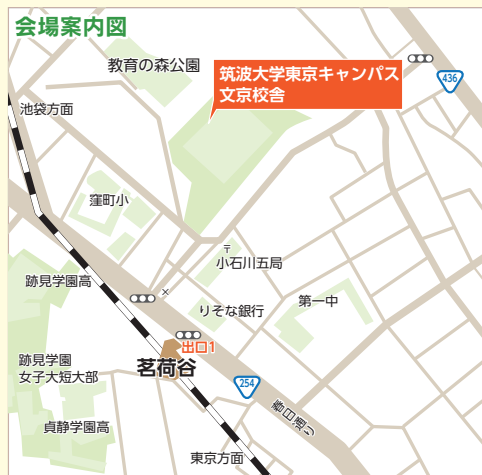 会場案内図
教育の森公園
筑波大学東京キャンパス
文京校舎
436
池袋方面
窪町小
〒
小石川五局
跡見学園高
りそな銀行
第一中
出口1
茗荷谷
跡見学園
女子大短大部
254
春日通り
貞静学園高
東京方面